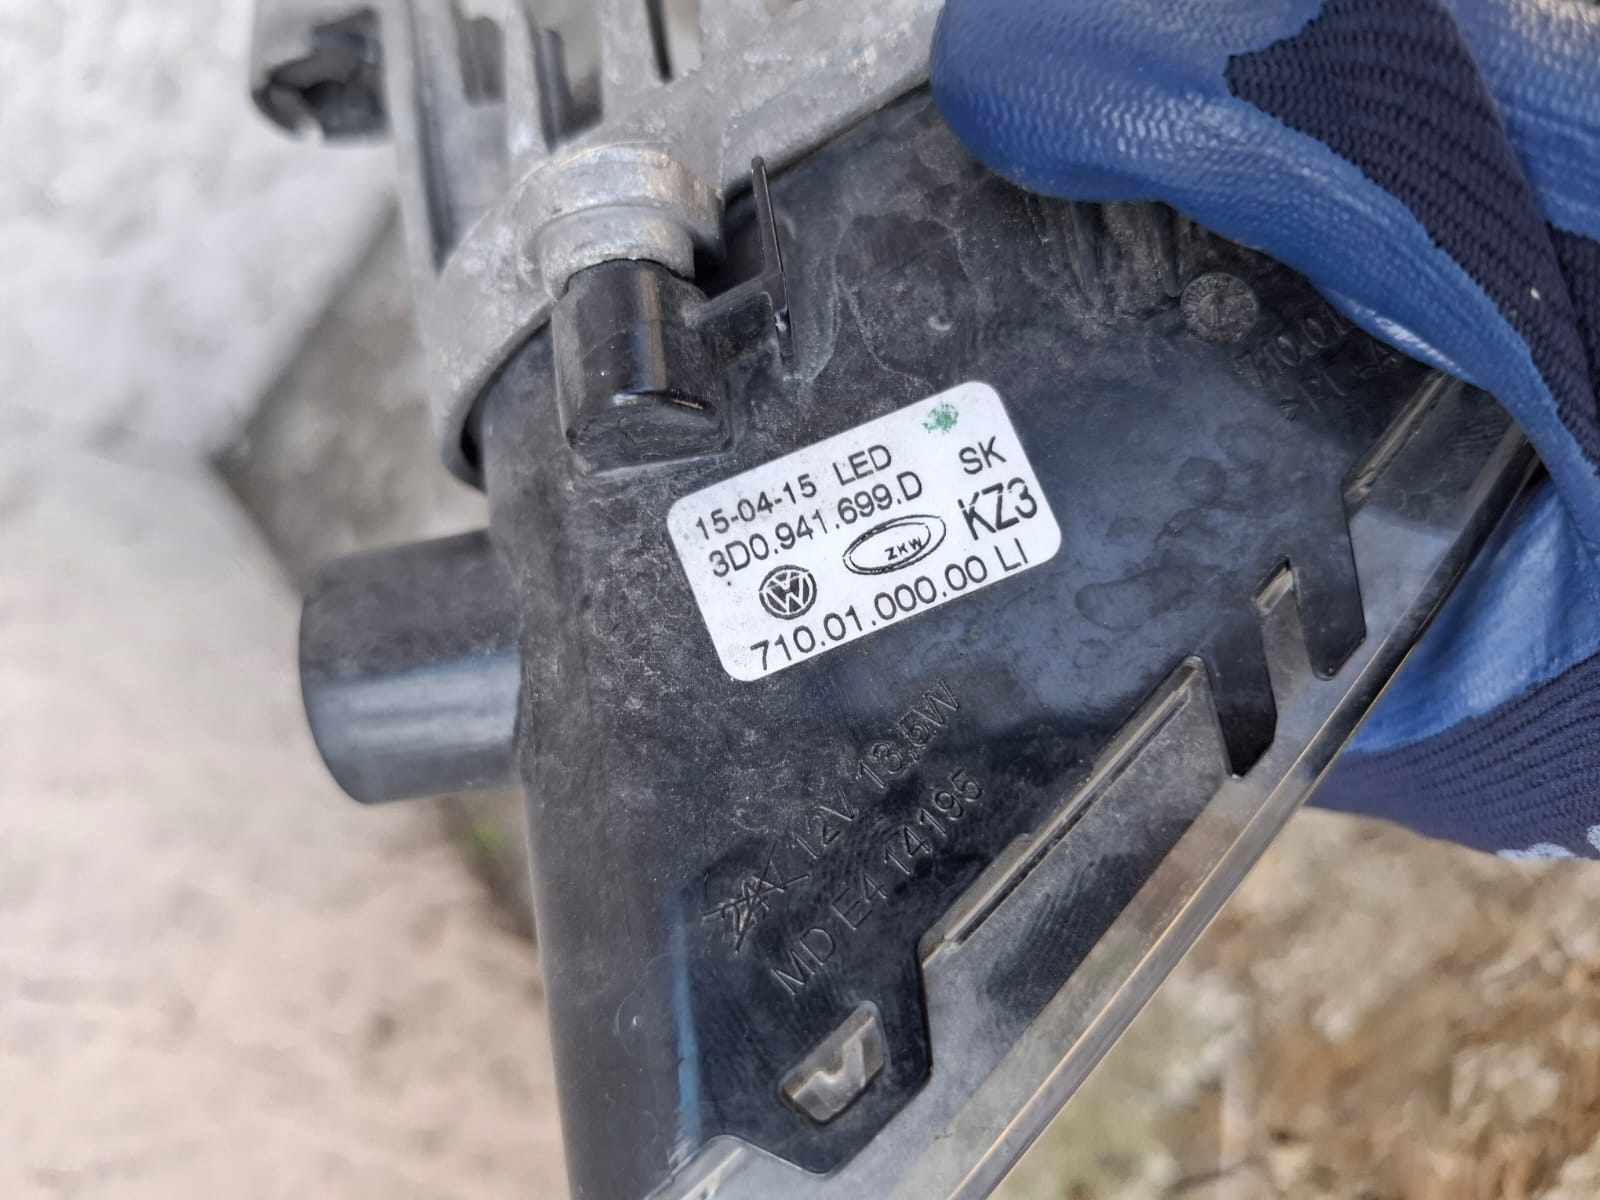 15-04-15 LED SK
3D0.941.699.D KZ3
ZKW
710.01.000.00 LI
12V 13,5W
MD E4 14195